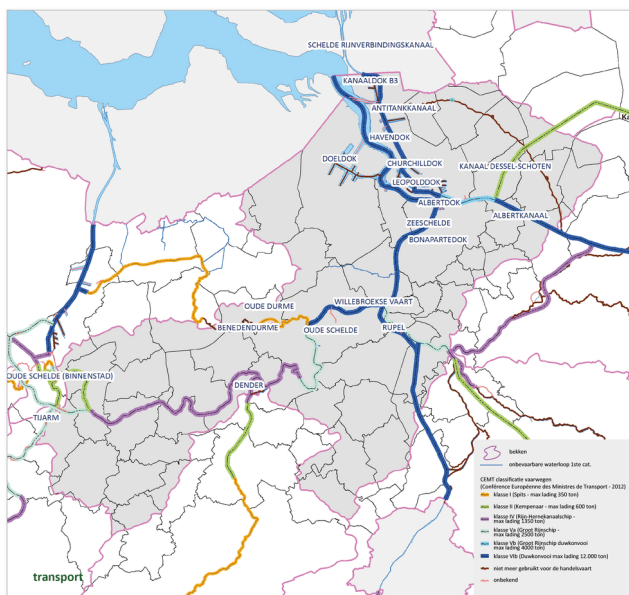 SCHELDE RIJNVERBINDINGSKANAAL
KANAALDOK B3
ANTITANKKANAAL
HAVENDOK
DOELDOK
CHURCHILLDOK
KANAAL DESSEL-SCHOTEN
LEOPOLDDOK
ALBERTDOK
ALBERTKANAAL
ZEESCHELDE
BONAPARTEDOK
OUDE DURME
WILLEBROEKSE VAART
BENEDENDURME
OUDE SCHELDE
RUPEL
OUDE SCHELDE (BINNENSTAD)
DENDER
TIJARM
bekken
onbevaarbare waterloop 1ste cat.
CEMT classificatie vaarwegen
(Conférence Européenne des Ministres de Transport - 2012)
klasse I (Spits - max lading 350 ton)
klasse II (Kempenaar - max lading 600 ton)
klasse IV (Rijn-Hernekanaalschip -
max lading 1350 ton)
klasse Va (Groot Rijnschip -
max lading 2500 ton)
klasse Vb (Groot Rijnschip duwkonvooi
max lading 4000 ton)
klasse VIb (Duwkonvooi max lading 12.000 ton)
niet meer gebruikt voor de handelsvaart
onbekend
transport